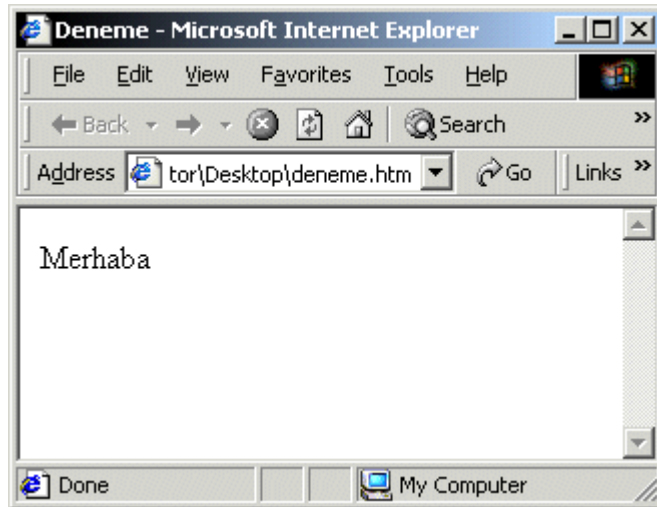 Deneme - Microsoft Internet Explorer
File Edit View Favorites Tools Help
Back Search »
Address tor\Desktop\deneme.htm Go Links »
Merhaba
Done My Computer